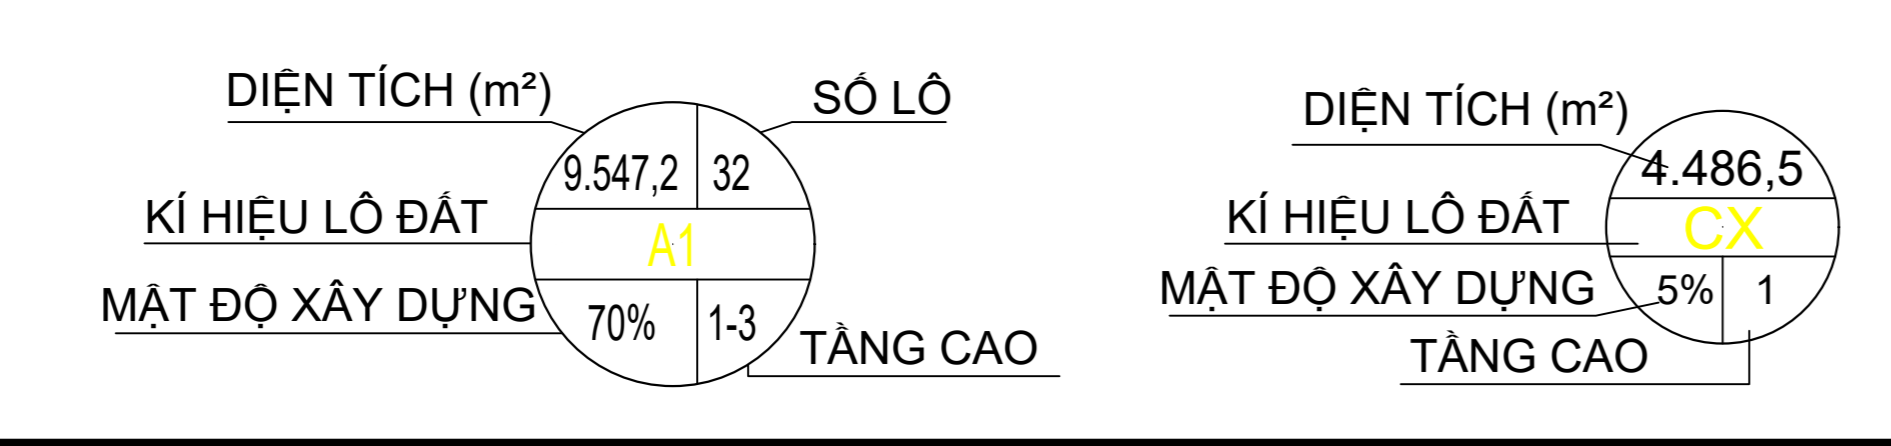 DIỆN TÍCH (m²)
SỐ LÔ
9.547,2
32
KÍ HIỆU LÔ ĐẤT
A1
MẬT ĐỘ XÂY DỰNG
70%
1-3
TẦNG CAO
DIỆN TÍCH (m²)
4.486,5
KÍ HIỆU LÔ ĐẤT
CX
MẬT ĐỘ XÂY DỰNG
5%
1
TẦNG CAO